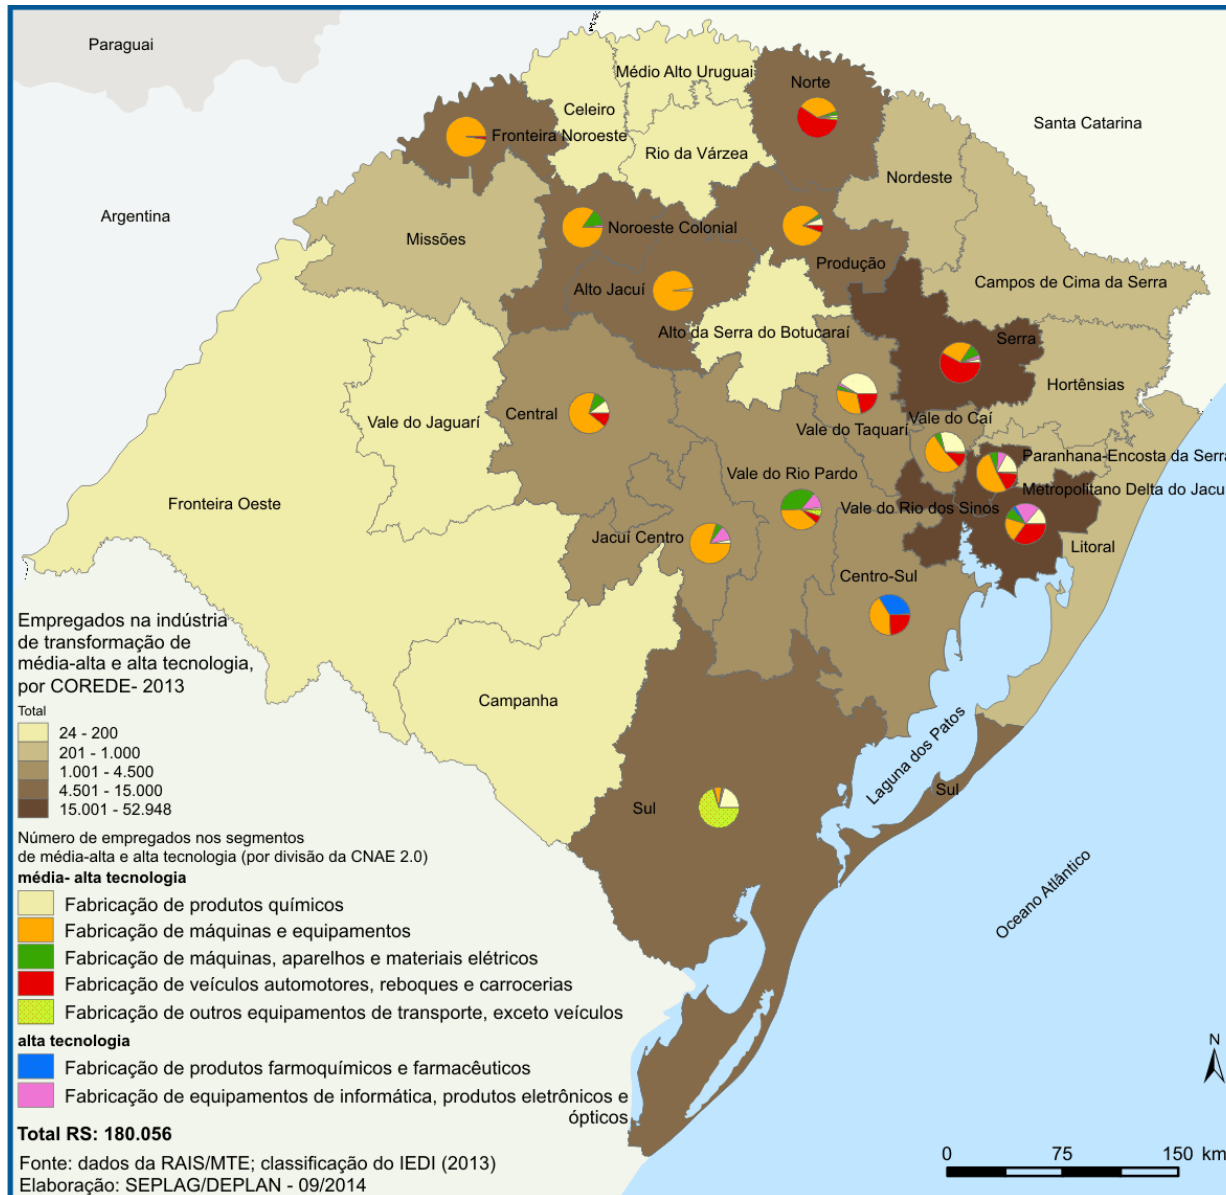 Paraguai
Argentina
Santa Catarina
Médio Alto Uruguai
Norte
Celeiro
Fronteira Noroeste
Rio da Várzea
Nordeste
Missões
Noroeste Colonial
Produção
Alto Jacuí
Campos de Cima da Serra
Alto da Serra do Botucaraí
Serra
Hortênsias
Central
Vale do Jaguarí
Vale do Taquarí
Vale do Caí
Paranhana-Encosta da Serra
Vale do Rio Pardo
Metropolitano Delta do Jacu
Fronteira Oeste
Vale do Rio dos Sinos
Jacuí Centro
Litoral
Centro-Sul
Campanha
Laguna dos Patos
Sul
Sul
Oceano Atlântico
Empregados na indústria
de transformação de
média-alta e alta tecnologia,
por COREDE- 2013
Total
24 - 200
201 - 1.000
1.001 - 4.500
4.501 - 15.000
15.001 - 52.948
Número de empregados nos segmentos
de média-alta e alta tecnologia (por divisão da CNAE 2.0)
média- alta tecnologia
Fabricação de produtos químicos
Fabricação de máquinas e equipamentos
Fabricação de máquinas, aparelhos e materiais elétricos
Fabricação de veículos automotores, reboques e carrocerias
Fabricação de outros equipamentos de transporte, exceto veículos
alta tecnologia
Fabricação de produtos farmoquímicos e farmacêuticos
Fabricação de equipamentos de informática, produtos eletrônicos e
ópticos
Total RS: 180.056
Fonte: dados da RAIS/MTE; classificação do IEDI (2013)
Elaboração: SEPLAG/DEPLAN - 09/2014
N
0 75 150 km